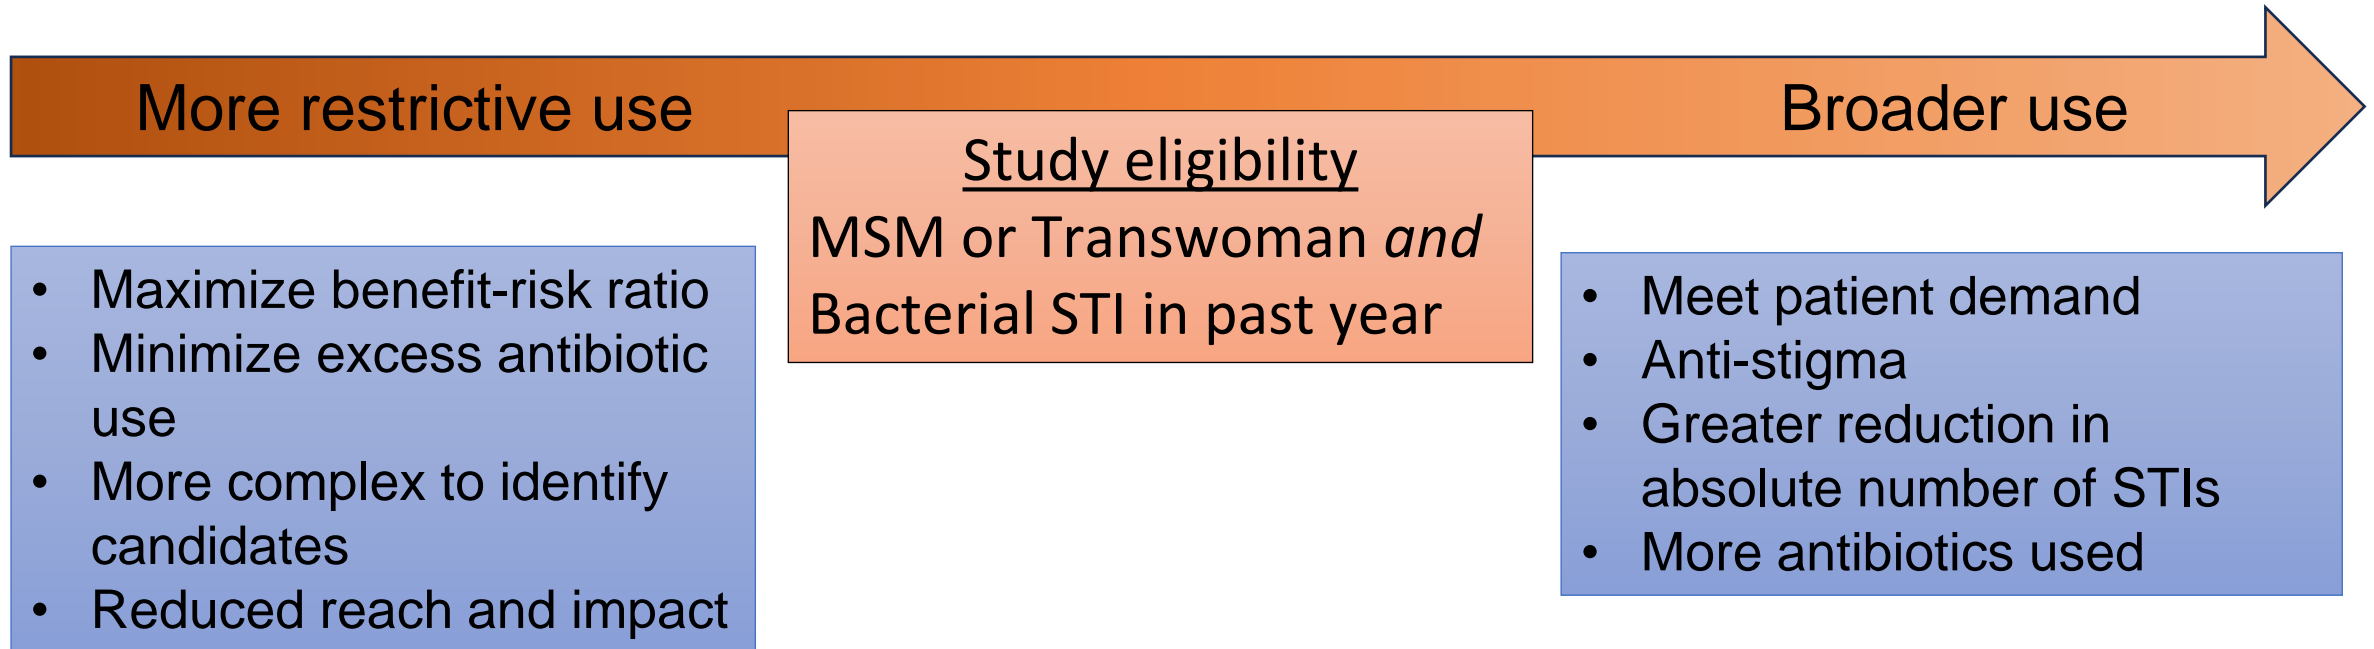 More restrictive use
Broader use
Study eligibility
MSM or Transwoman and
Bacterial STI in past year
• Maximize benefit-risk ratio
• Minimize excess antibiotic
use
• More complex to identify
candidates
• Reduced reach and impact
• Meet patient demand
• Anti-stigma
• Greater reduction in
absolute number of STIs
• More antibiotics used